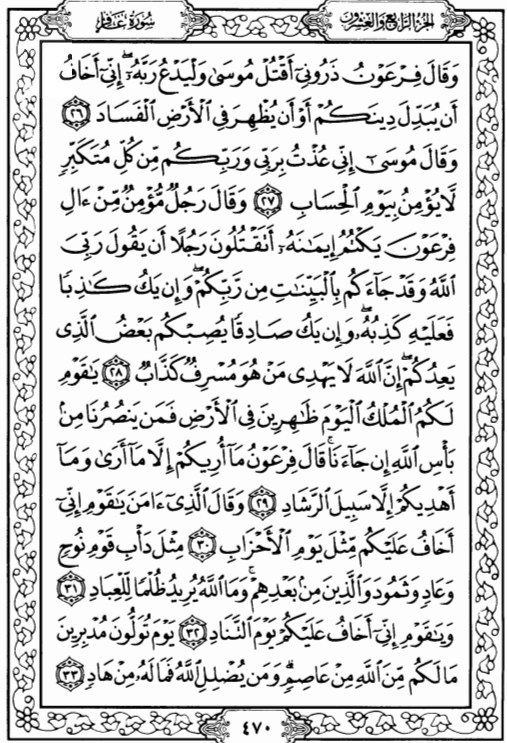 الجزء الرابع والعشرون
سورة غافر
وَقَالَ فِرْعَوْنُ ذَرُونِىٓ أَقْتُلْ مُوسَىٰ وَلْيَدْعُ رَبَّهُۥٓ إِنِّىٓ أَخَافُ
أَن يُبَدِّلَ دِينَكُمْ أَوْ أَن يُظْهِرَ فِى ٱلْأَرْضِ ٱلْفَسَادَ ٢٦
وَقَالَ مُوسَىٰٓ إِنِّى عُذْتُ بِرَبِّى وَرَبِّكُم مِّن كُلِّ مُتَكَبِّرٍ
لَّا يُؤْمِنُ بِيَوْمِ ٱلْحِسَابِ ٢٧ وَقَالَ رَجُلٌ مُّؤْمِنٌ مِّنْ ءَالِ
فِرْعَوْنَ يَكْتُمُ إِيمَٰنَهُۥٓ أَتَقْتُلُونَ رَجُلًا أَن يَقُولَ رَبِّىَ
ٱللَّهُ وَقَدْ جَآءَكُم بِٱلْبَيِّنَٰتِ مِن رَّبِّكُمْ ۖ وَإِن يَكُ كَٰذِبًا
فَعَلَيْهِ كَذِبُهُۥ ۖ وَإِن يَكُ صَادِقًا يُصِبْكُم بَعْضُ ٱلَّذِى
يَعِدُكُمْ ۖ إِنَّ ٱللَّهَ لَا يَهْدِى مَنْ هُوَ مُسْرِفٌ كَذَّابٌ ٢٨ يَٰقَوْمِ
لَكُمُ ٱلْمُلْكُ ٱلْيَوْمَ ظَٰهِرِينَ فِى ٱلْأَرْضِ فَمَن يَنصُرُنَا مِنۢ
بَأْسِ ٱللَّهِ إِن جَآءَنَا ۚ قَالَ فِرْعَوْنُ مَآ أُرِيكُمْ إِلَّا مَآ أَرَىٰ وَمَآ
أَهْدِيكُمْ إِلَّا سَبِيلَ ٱلرَّشَادِ ٢٩ وَقَالَ ٱلَّذِىٓ ءَامَنَ يَٰقَوْمِ إِنِّىٓ
أَخَافُ عَلَيْكُم مِّثْلَ يَوْمِ ٱلْأَحْزَابِ ٣٠ مِثْلَ دَأْبِ قَوْمِ نُوحٍ
وَعَادٍ وَثَمُودَ وَٱلَّذِينَ مِنۢ بَعْدِهِمْ ۚ وَمَا ٱللَّهُ يُرِيدُ ظُلْمًا لِّلْعِبَادِ ٣١
وَيَٰقَوْمِ إِنِّىٓ أَخَافُ عَلَيْكُمْ يَوْمَ ٱلتَّنَادِ ٣٢ يَوْمَ تُوَلُّونَ مُدْبِرِينَ
مَا لَكُم مِّنَ ٱللَّهِ مِنْ عَاصِمٍ ۗ وَمَن يُضْلِلِ ٱللَّهُ فَمَا لَهُۥ مِنْ هَادٍ ٣٣
٤٧٠